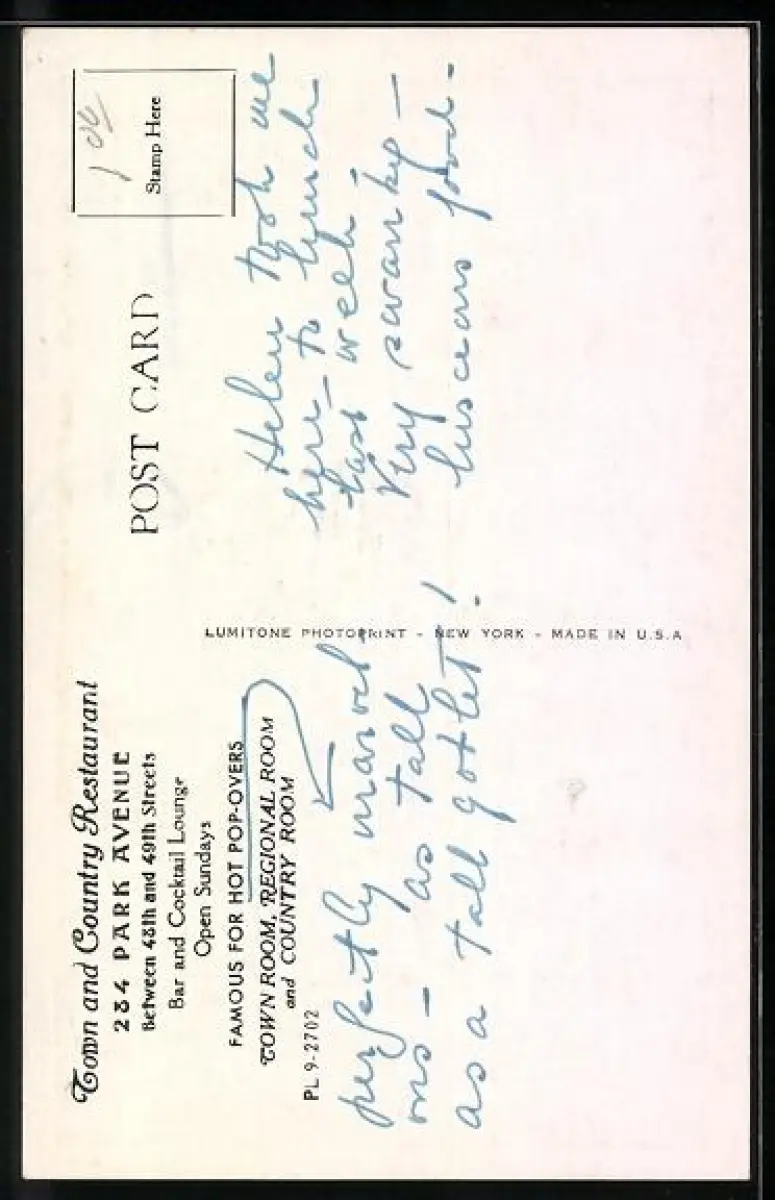 Town and Country Restaurant
284 PARK AVENUE
Between 48th and 49th Streets
Bar and Cocktail Lounge
Open Sundays
FAMOUS FOR HOT POP-OVERS
TOWN ROOM, REGIONAL ROOM
and COUNTRY ROOM
PL 9-2702
perfectly marvel-
ous - as tall
as a tall goblet!
LUMITONE PHOTOPRINT - NEW YORK - MADE IN U.S.A
POST CARD
Stamp Here
Helen took me
here - to lunch
last week.
Very swanky -
luscious food.